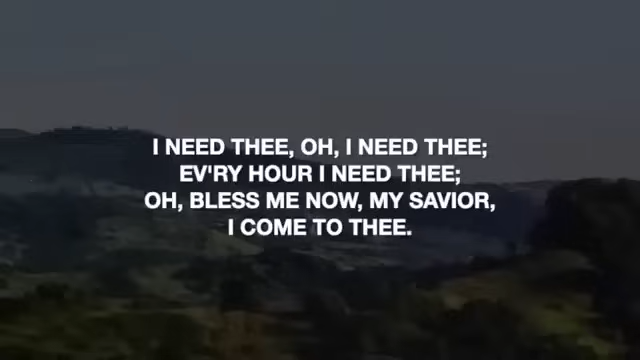 I NEED THEE, OH, I NEED THEE;
EV'RY HOUR I NEED THEE;
OH, BLESS ME NOW, MY SAVIOR,
I COME TO THEE.